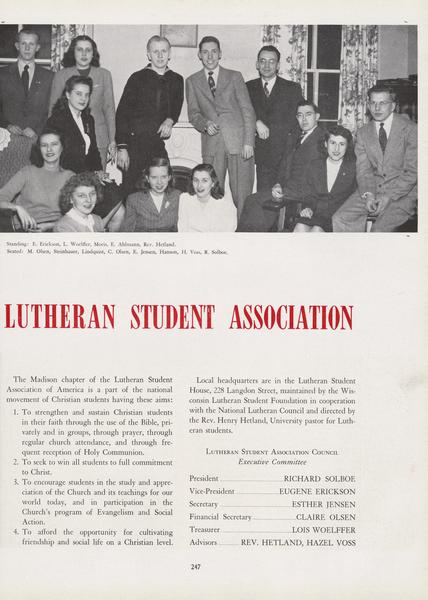 Standing: E. Erickson, L. Woelffer, Moris, E. Ahlmann, Rev. Hetland.
Seated: M. Olsen, Steinhauer, Lindquist, C. Olsen, E. Jensen, Hanson, H. Voss, R. Solboe.
LUTHERAN STUDENT ASSOCIATION
The Madison chapter of the Lutheran Student
Association of America is a part of the national
movement of Christian students having these aims:
1. To strengthen and sustain Christian students
in their faith through the use of the Bible, pri-
vately and in groups, through prayer, through
regular church attendance, and through fre-
quent reception of Holy Communion.
2. To seek to win all students to full commitment
to Christ.
3. To encourage students in the study and appre-
ciation of the Church and its teachings for our
world today, and in participation in the
Church's program of Evangelism and Social
Action.
4. To afford the opportunity for cultivating
friendship and social life on a Christian level.
Local headquarters are in the Lutheran Student
House, 228 Langdon Street, maintained by the Wis-
consin Lutheran Student Foundation in cooperation
with the National Lutheran Council and directed by
the Rev. Henry Hetland, University pastor for Luth-
eran students.
LUTHERAN STUDENT ASSOCIATION COUNCIL
Executive Committee
President RICHARD SOLBOE
Vice-President EUGENE ERICKSON
Secretary ESTHER JENSEN
Financial Secretary CLAIRE OLSEN
Treasurer LOIS WOELFFER
Advisors REV. HETLAND, HAZEL VOSS
247